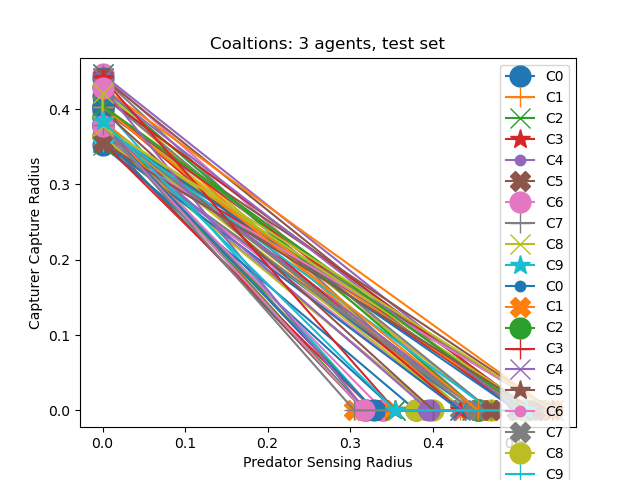 Coaltions: 3 agents, test set
Capturer Capture Radius
0.4
0.3
0.2
0.1
0.0
0.0
0.1
0.2
0.3
0.4
Predator Sensing Radius
C0
C1
C2
C3
C4
C5
C6
C7
C8
C9
C0
C1
C2
C3
C4
C5
C6
C7
C8
C9